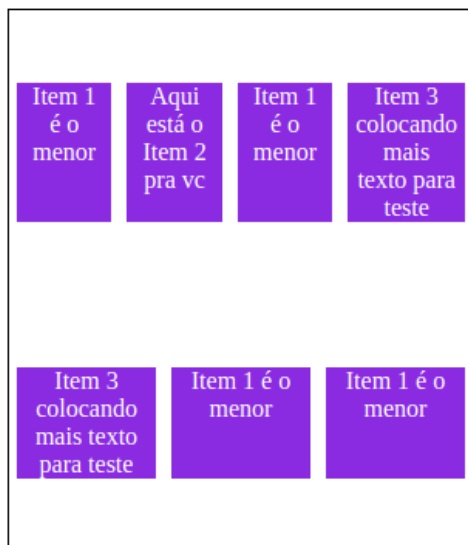 Item 1
é o
menor
Aqui
está o
Item 2
pra vc
Item 1
é o
menor
Item 3
colocando
mais
texto para
teste
Item 3
colocando
mais texto
para teste
Item 1 é o
menor
Item 1 é o
menor